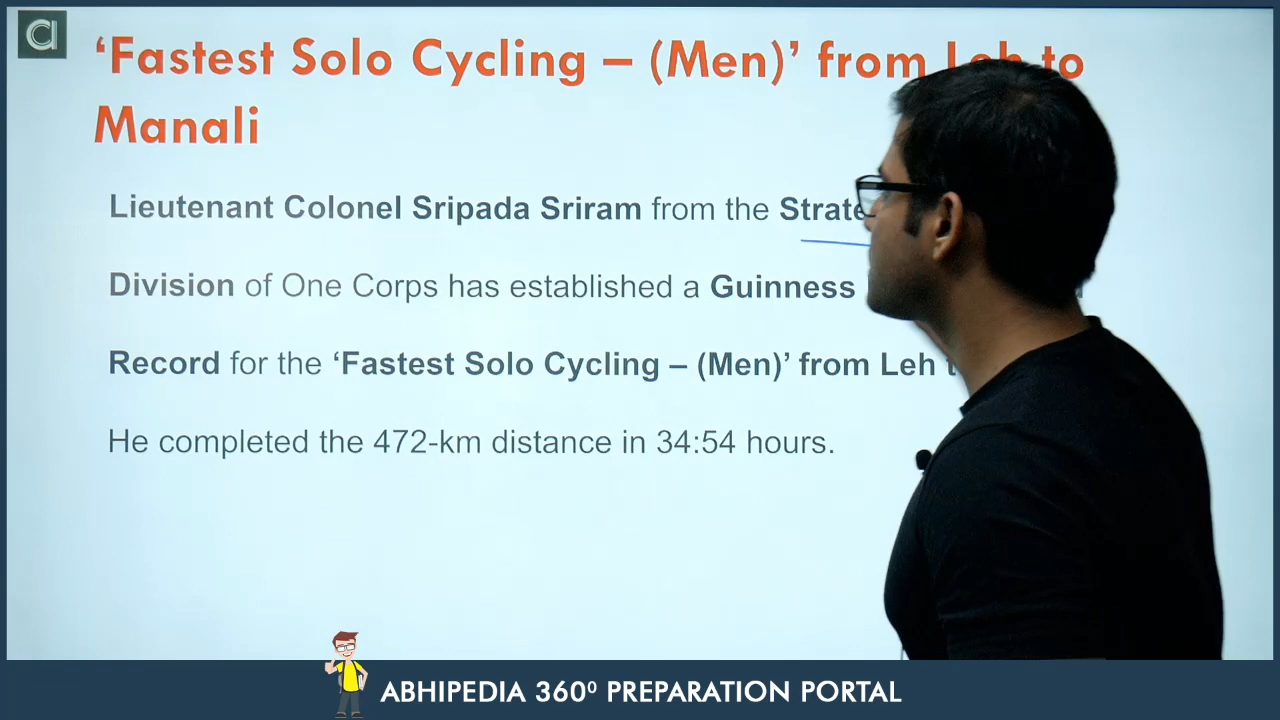 ‘Fastest Solo Cycling – (Men)’ from Leh to
Manali
Lieutenant Colonel Sripada Sriram from the
Division of One Corps has established a Guinness
Record for the ‘Fastest Solo Cycling – (Men)’ from Leh
He completed the 472-km distance in 34:54 hours.
ABHIPEDIA 360⁰ PREPARATION PORTAL